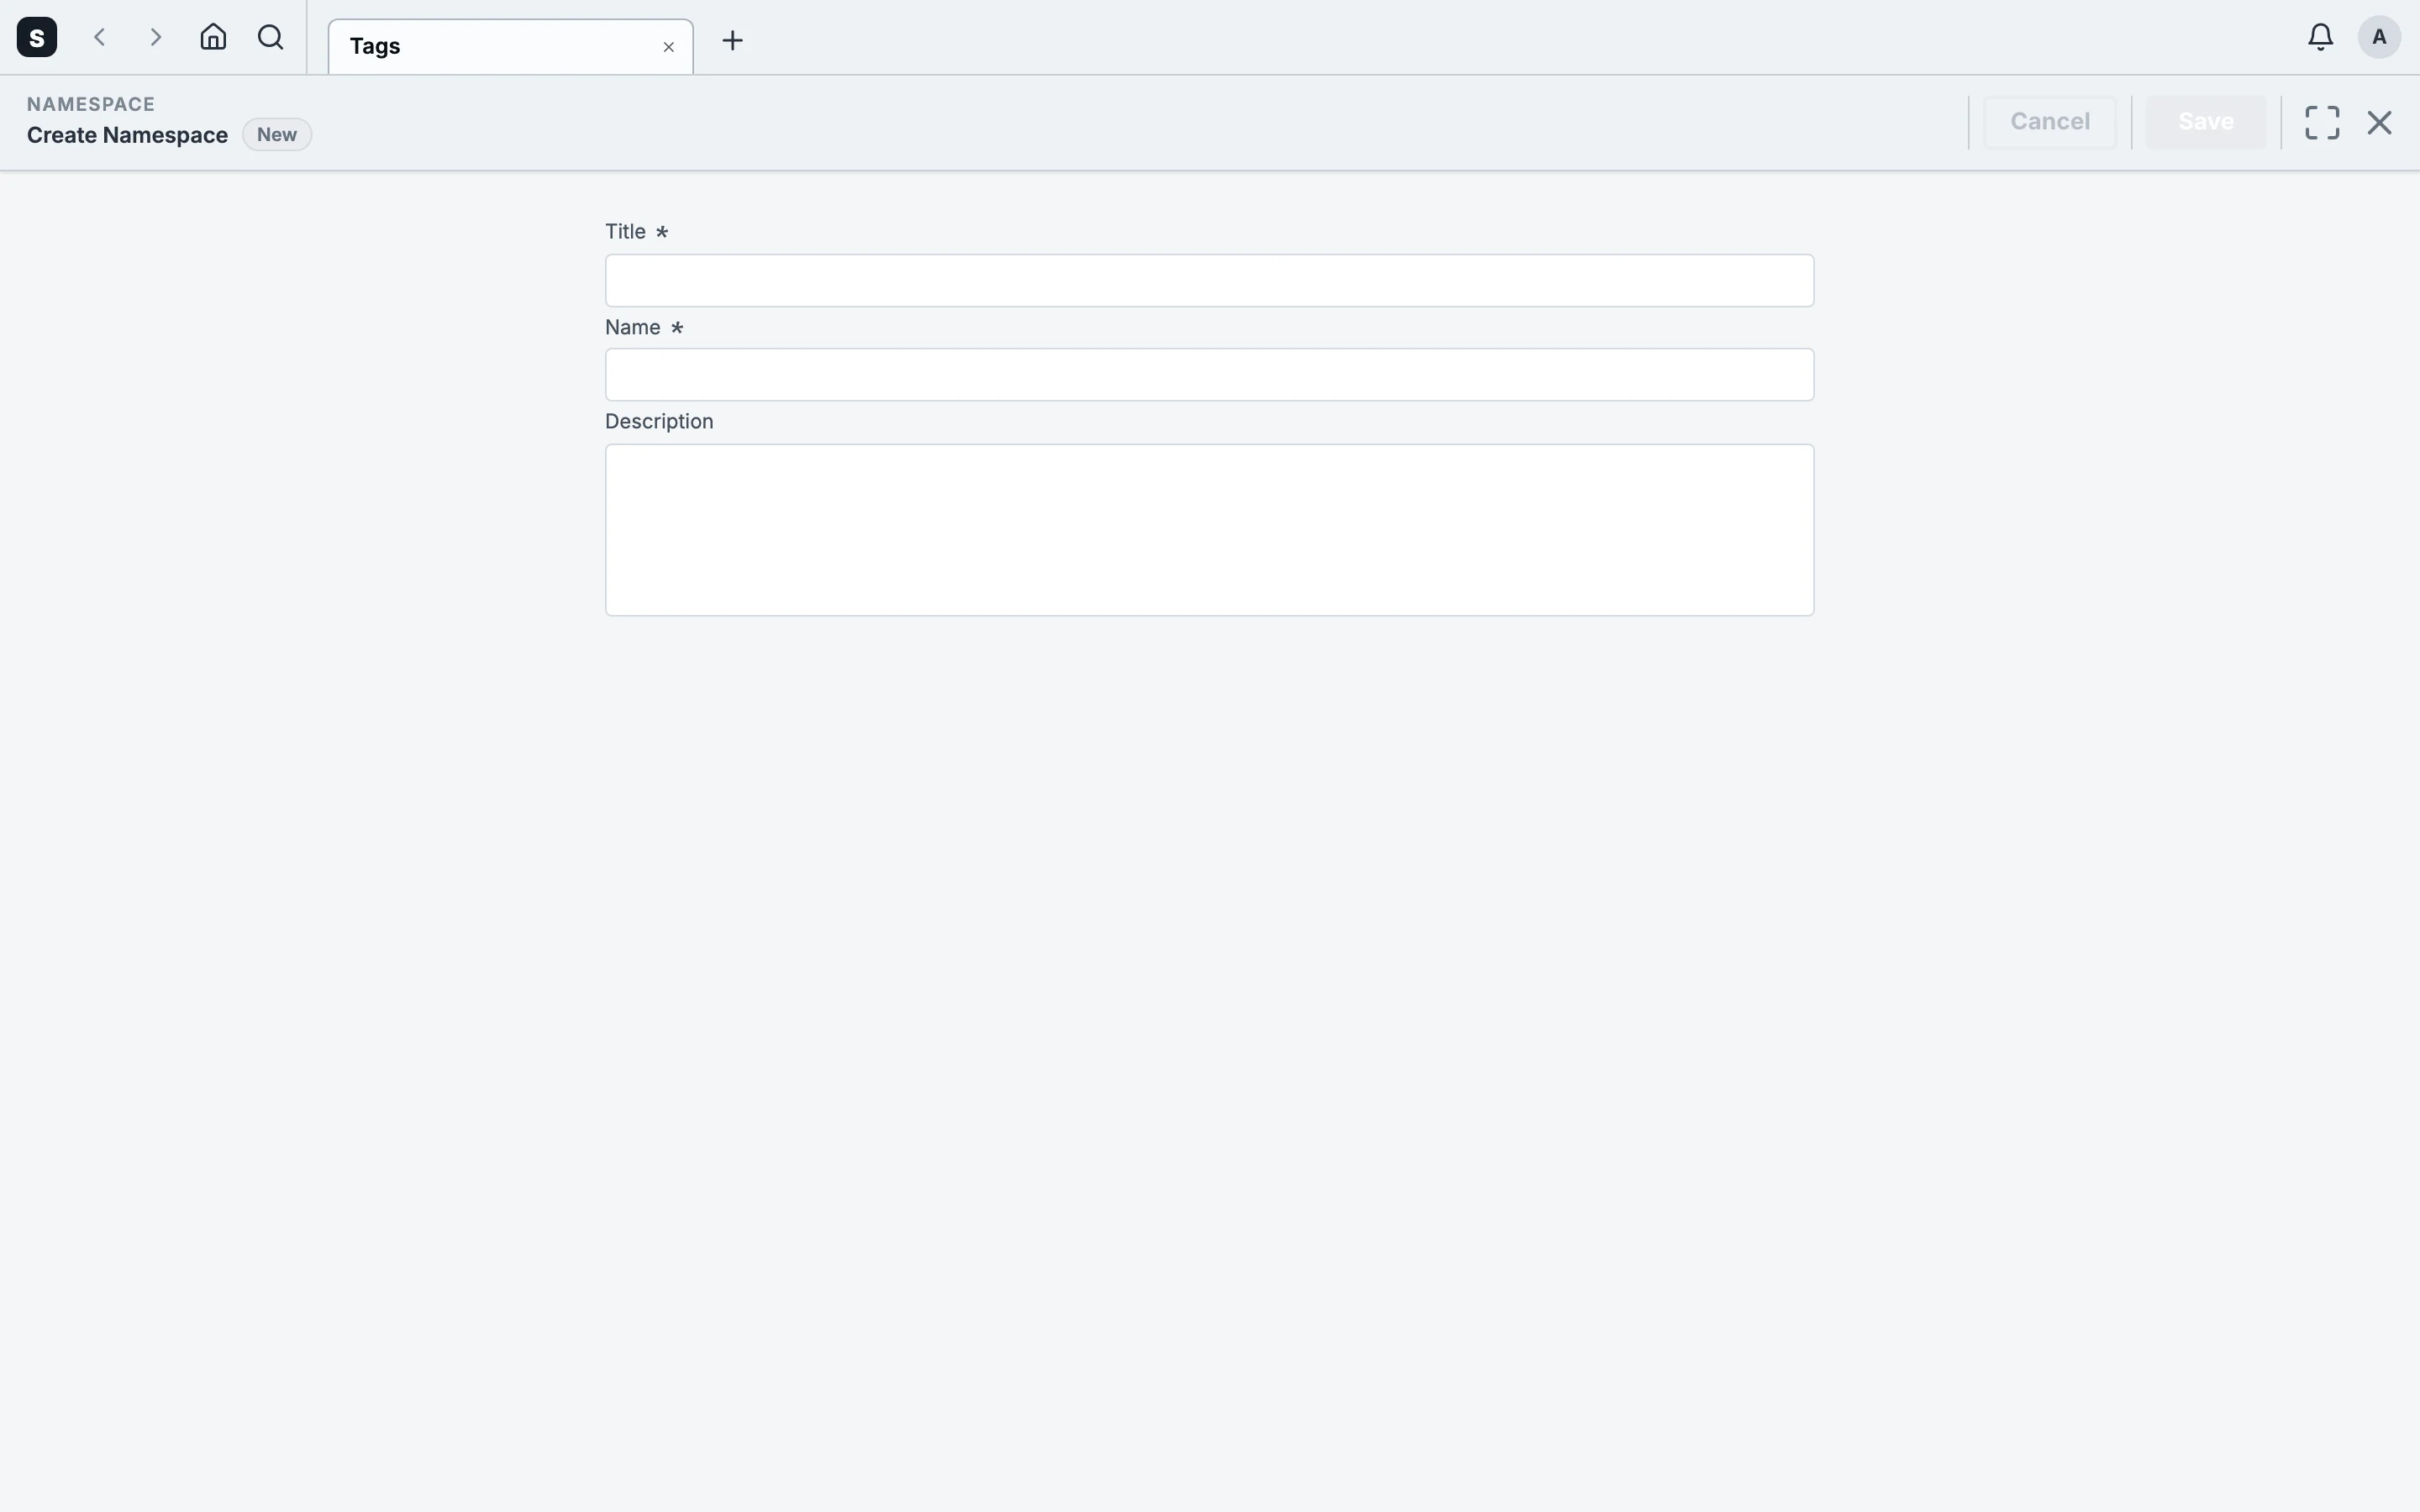 S
Tags
A
NAMESPACE
Create Namespace New
Cancel
Save
Title *
Name *
Description